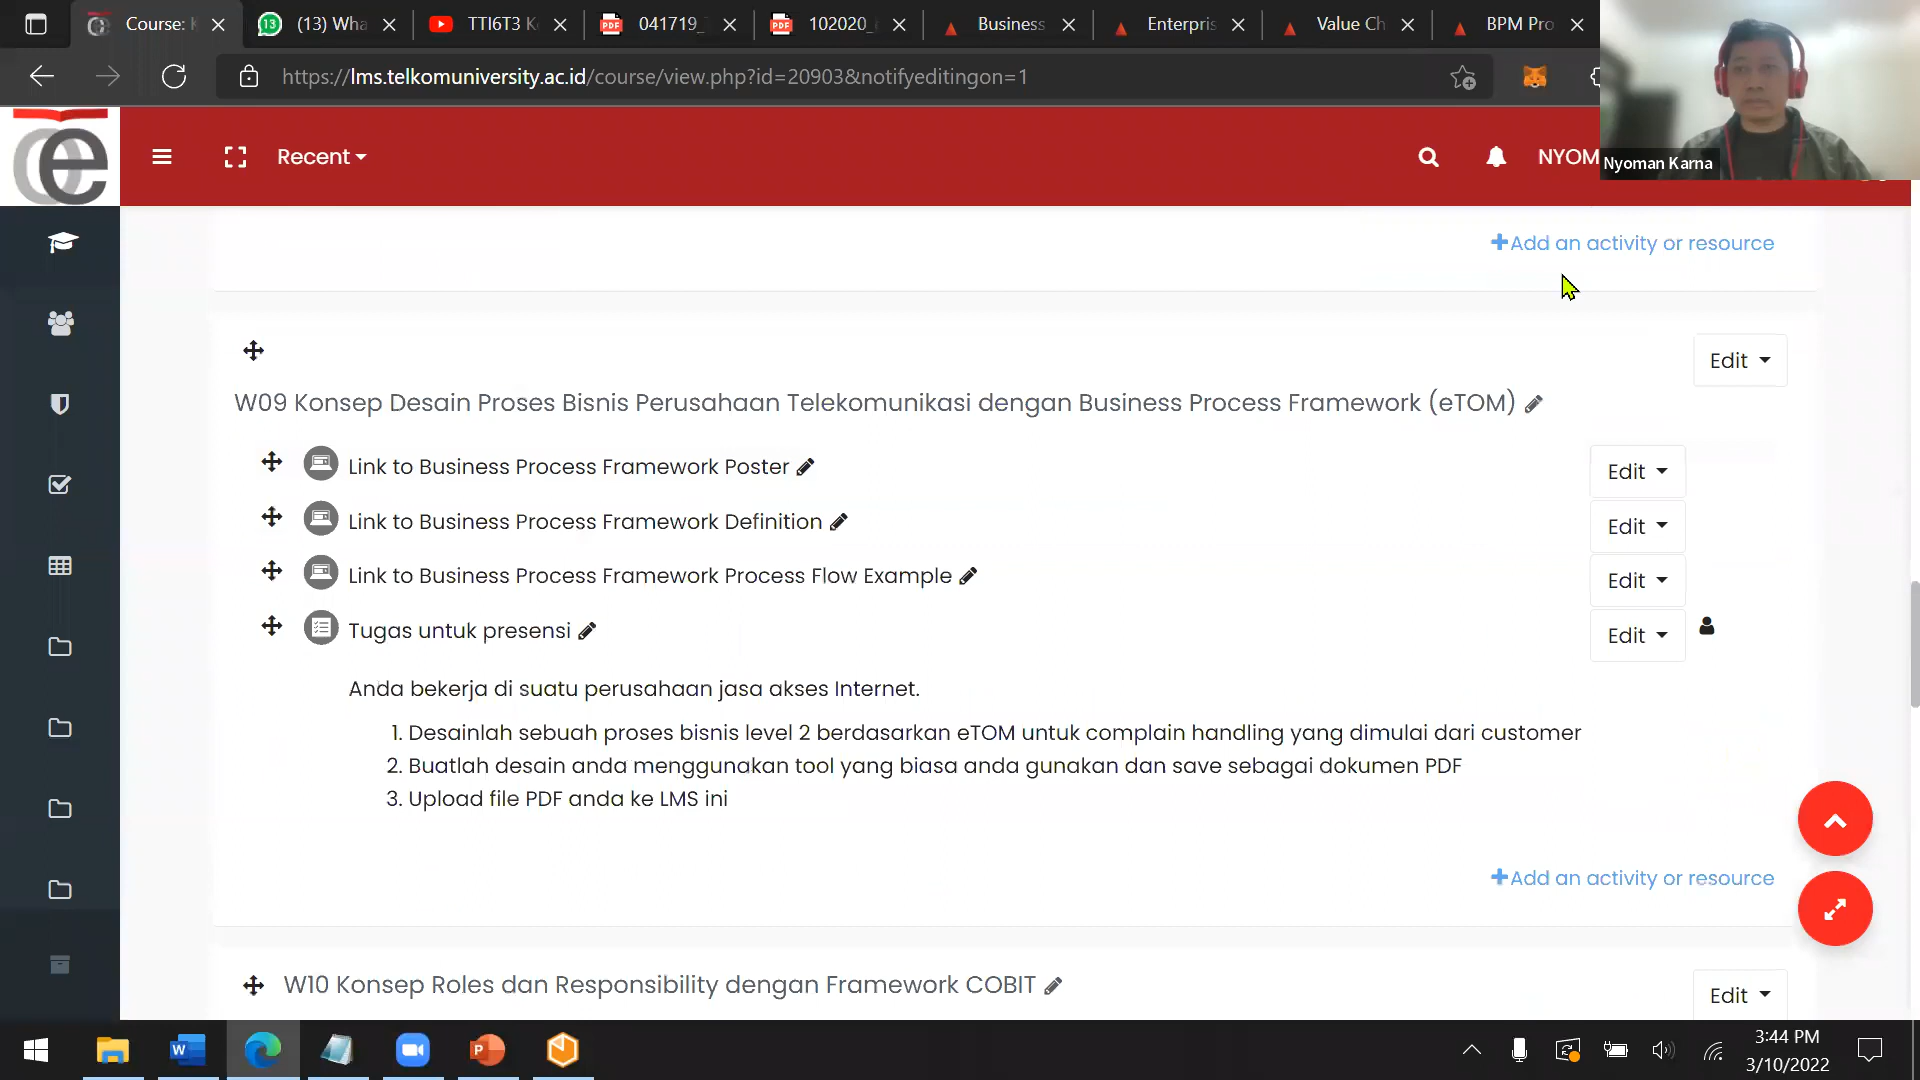 Course: K
(13) Wha
TTI6T3 K
041719_
102020_
Business
Enterpris
Value Ch
BPM Pro
https://lms.telkomuniversity.ac.id/course/view.php?id=20903&notifyeditingon=1
Recent
NYOM
Nyoman Karna
+Add an activity or resource
Edit
W09 Konsep Desain Proses Bisnis Perusahaan Telekomunikasi dengan Business Process Framework (eTOM)
Link to Business Process Framework Poster
Edit
Link to Business Process Framework Definition
Edit
Link to Business Process Framework Process Flow Example
Edit
Tugas untuk presensi
Edit
Anda bekerja di suatu perusahaan jasa akses Internet.
1. Desainlah sebuah proses bisnis level 2 berdasarkan eTOM untuk complain handling yang dimulai dari customer
2. Buatlah desain anda menggunakan tool yang biasa anda gunakan dan save sebagai dokumen PDF
3. Upload file PDF anda ke LMS ini
+Add an activity or resource
W10 Konsep Roles dan Responsibility dengan Framework COBIT
Edit
3:44 PM
3/10/2022